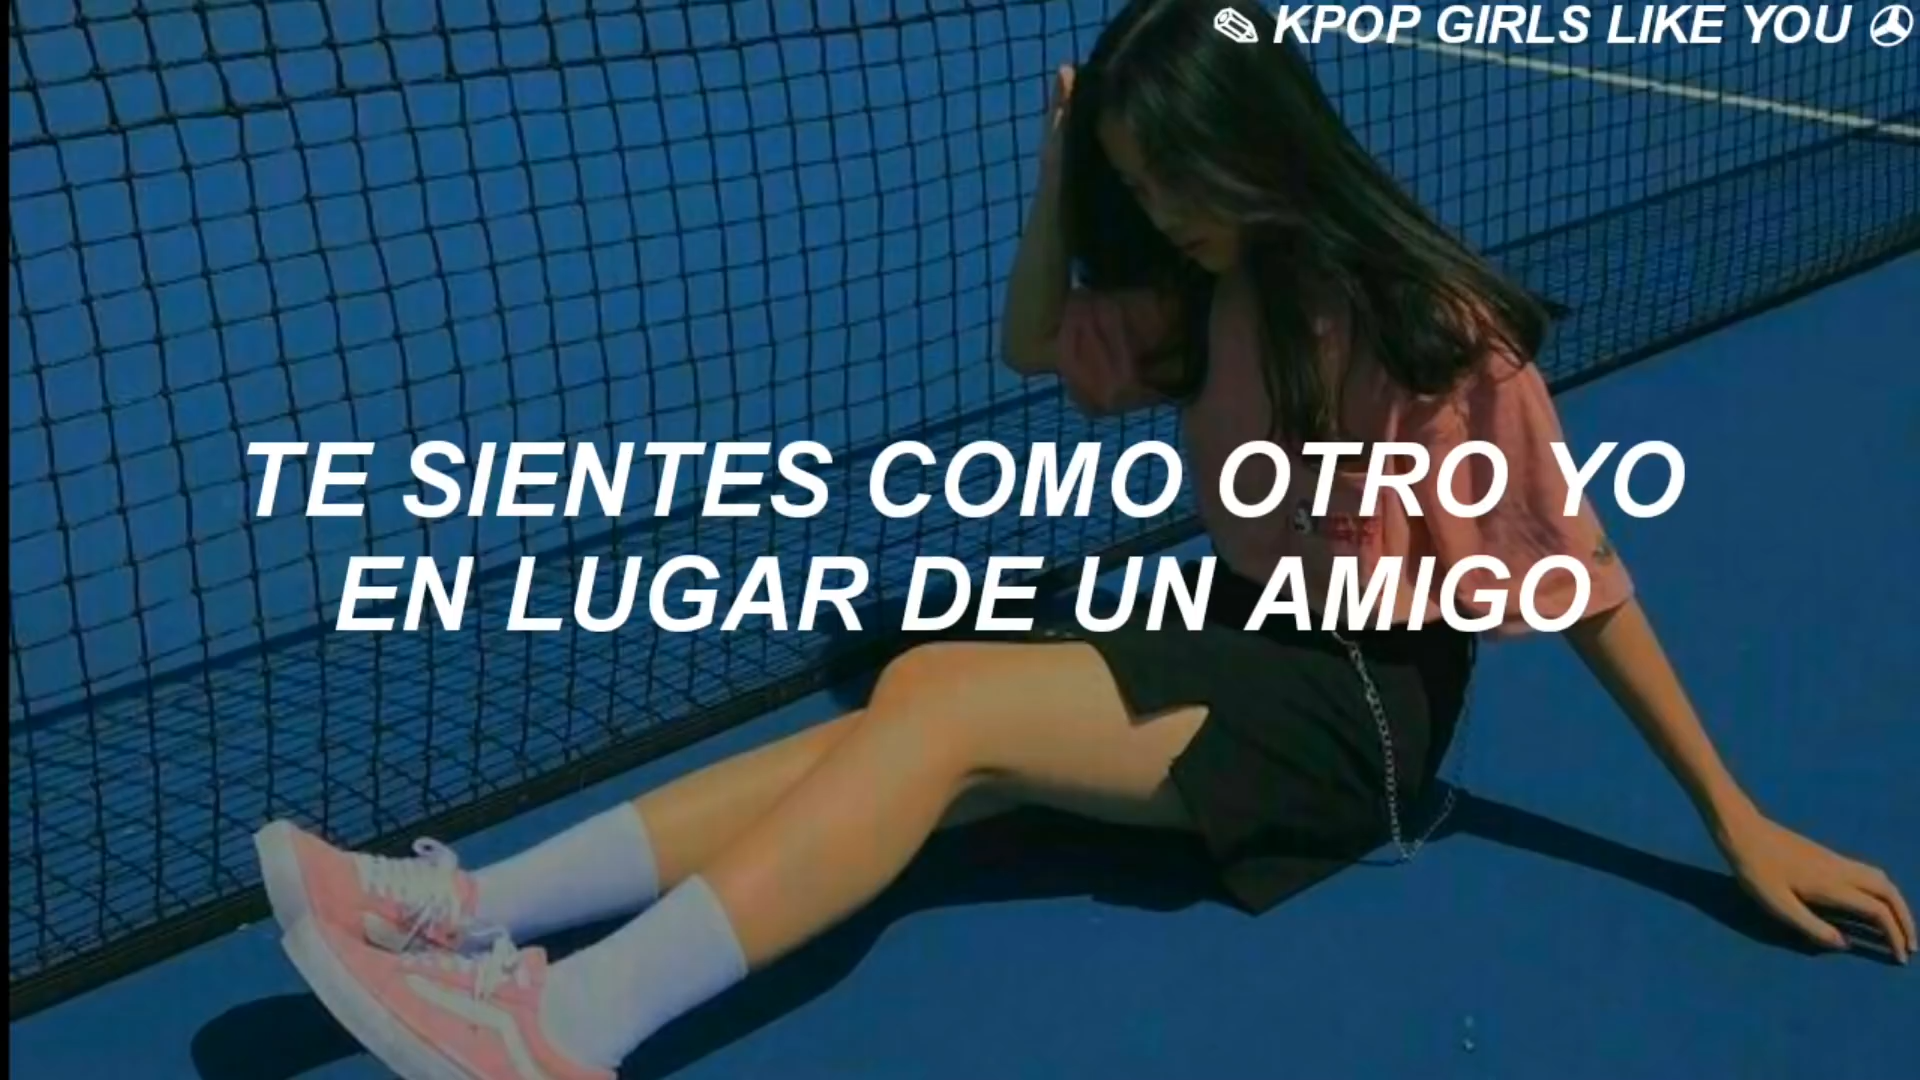 ✎ KPOP GIRLS LIKE YOU
TE SIENTES COMO OTRO YO
EN LUGAR DE UN AMIGO